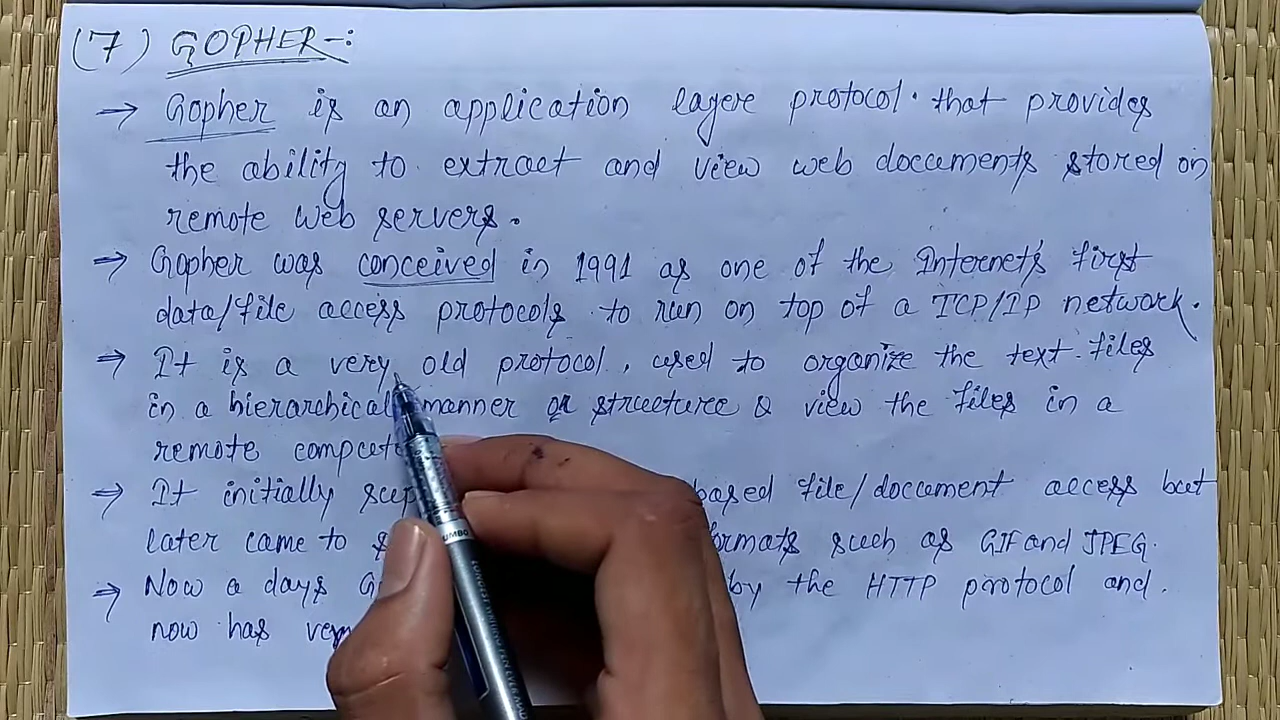 (7) GOPHER-:
→ Gopher is an application layer protocol. that provides
the ability to extract and view web documents stored on
remote web servers.
→ Gopher was conceived in 1991 as one of the Internet's first
data/file access protocols to run on top of a TCP/IP network.
→ It is a very old protocol, used to organize the text files
in a hierarchical manner or structure & view the files in a
remote
→ It initially based file/document access but
later came to formats such as GIF and JPEG.
→ Now a days by the HTTP protocol and.
now has